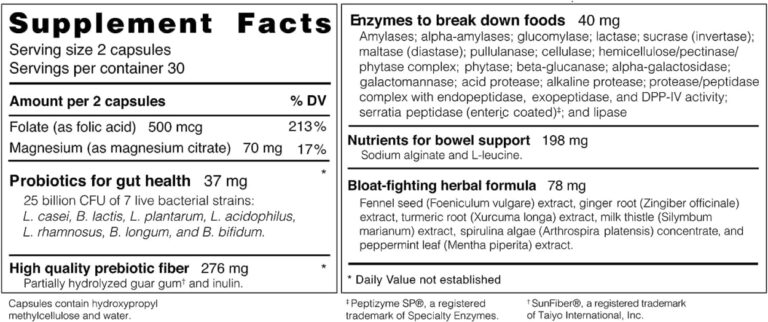 Supplement Facts
Serving size 2 capsules
Servings per container 30
Amount per 2 capsules % DV
Folate (as folic acid) 500 mcg 213%
Magnesium (as magnesium citrate) 70 mg 17%
Probiotics for gut health 37 mg *
25 billion CFU of 7 live bacterial strains:
L. casei, B. lactis, L. plantarum, L. acidophilus,
L. rhamnosus, B. longum, and B. bifidum.
High quality prebiotic fiber 276 mg *
Partially hydrolyzed guar gum† and inulin.
Capsules contain hydroxypropyl
methylcellulose and water.
Enzymes to break down foods 40 mg
Amylases; alpha-amylases; glucomylase; lactase; sucrase (invertase);
maltase (diastase); pullulanase; cellulase; hemicellulose/pectinase/
phytase complex; phytase; beta-glucanase; alpha-galactosidase;
galactomannase; acid protease; alkaline protease; protease/peptidase
complex with endopeptidase, exopeptidase, and DPP-IV activity;
serratia peptidase (enteric coated)‡; and lipase
Nutrients for bowel support 198 mg
Sodium alginate and L-leucine.
Bloat-fighting herbal formula 78 mg
Fennel seed (Foeniculum vulgare) extract, ginger root (Zingiber officinale)
extract, turmeric root (Xurcuma longa) extract, milk thistle (Silymbum
marianum) extract, spirulina algae (Arthrospira platensis) concentrate, and
peppermint leaf (Mentha piperita) extract.
* Daily Value not established
‡ Peptizyme SP®, a registered
trademark of Specialty Enzymes.
† SunFiber®, a registered trademark
of Taiyo International, Inc.